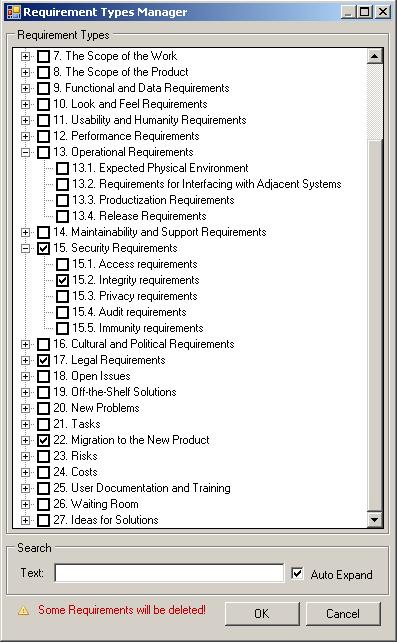 Requirement Types Manager
Requirement Types
7. The Scope of the Work
8. The Scope of the Product
9. Functional and Data Requirements
10. Look and Feel Requirements
11. Usability and Humanity Requirements
12. Performance Requirements
13. Operational Requirements
13.1. Expected Physical Environment
13.2. Requirements for Interfacing with Adjacent Systems
13.3. Productization Requirements
13.4. Release Requirements
14. Maintainability and Support Requirements
15. Security Requirements
15.1. Access requirements
15.2. Integrity requirements
15.3. Privacy requirements
15.4. Audit requirements
15.5. Immunity requirements
16. Cultural and Political Requirements
17. Legal Requirements
18. Open Issues
19. Off-the-Shelf Solutions
20. New Problems
21. Tasks
22. Migration to the New Product
23. Risks
24. Costs
25. User Documentation and Training
26. Waiting Room
27. Ideas for Solutions
Search
Text: Auto Expand
Some Requirements will be deleted! OK Cancel